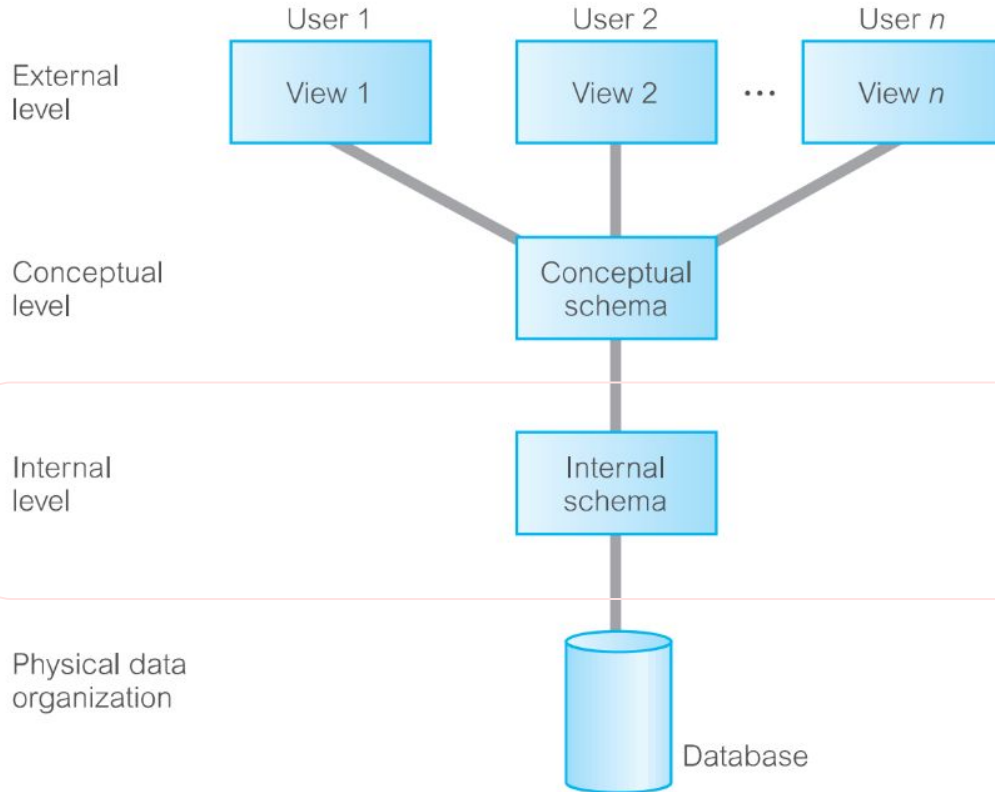 User 1
User 2
User n
External
level
View 1
View 2
...
View n
Conceptual
level
Conceptual
schema
Internal
level
Internal
schema
Physical data
organization
Database